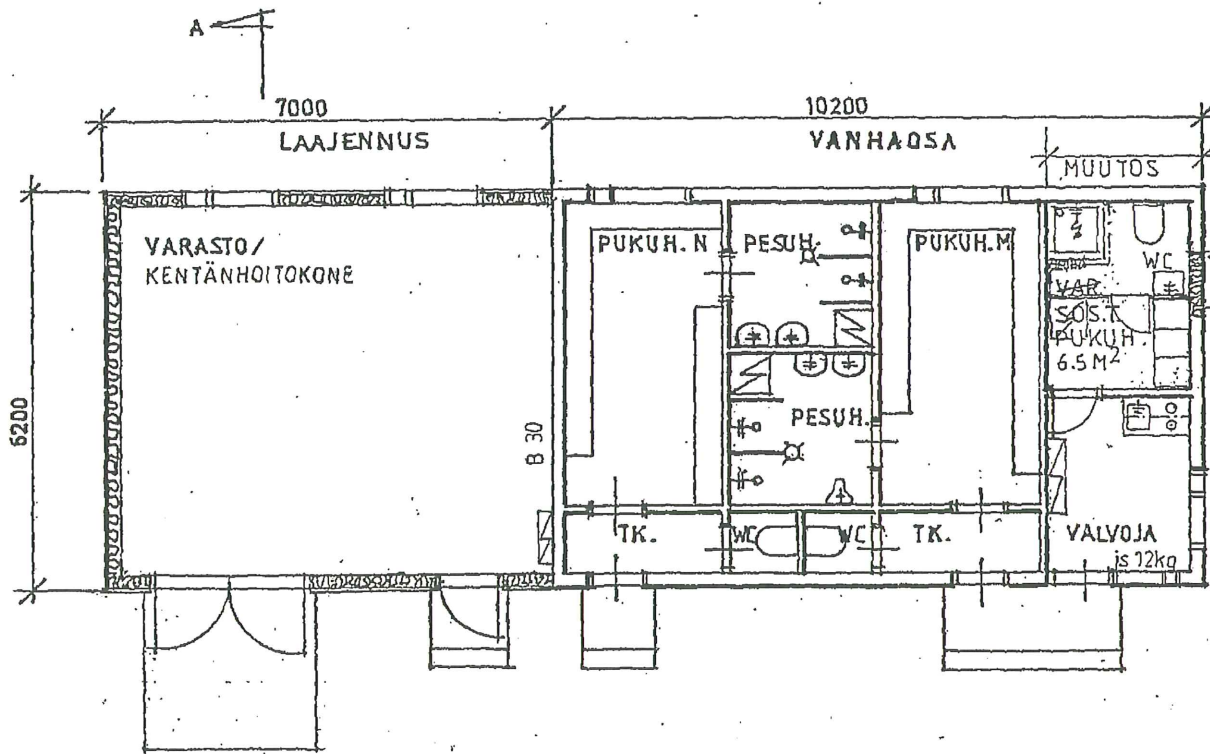 A
7000
10200
LAAJENNUS
VANHAOSA
MUUTOS
VARASTO/
KENTÄNHOITOKONE
PUKUH. N
PESUH.
PUKUH. M
WC
VAR.
SOS.T.
PUKUH.
6.5 M²
6200
B 30
PESUH.
TK.
WC
WC
TK.
VALVOJA
js 12kg